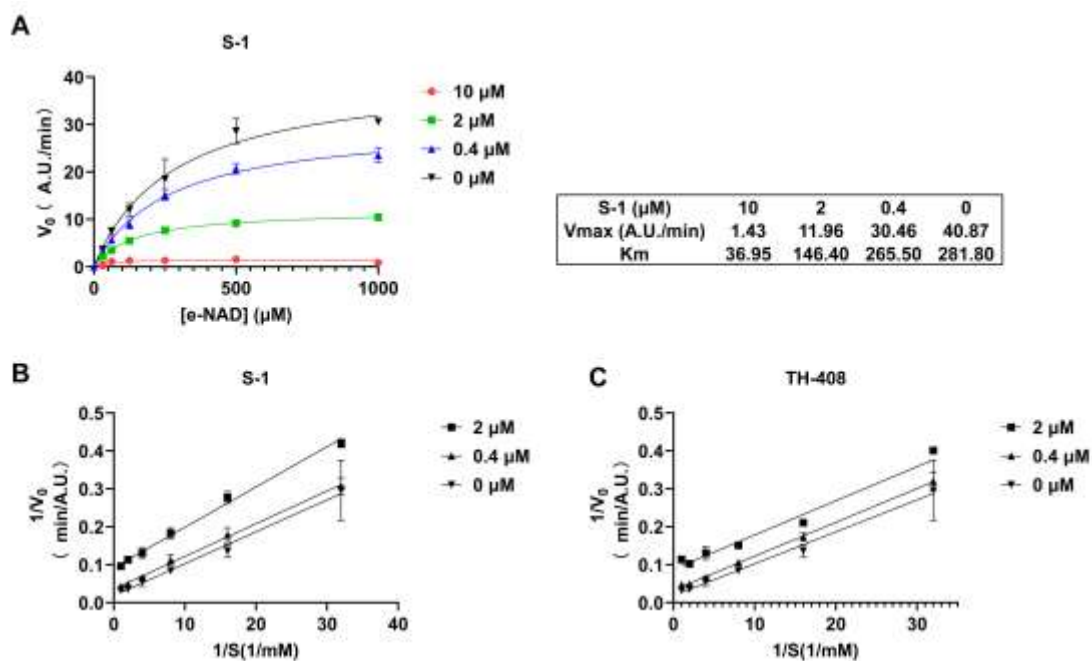 A
S-1
V0 ( A.U./min)
40
30
20
10
0
0
500
1000
[e-NAD] (μM)
10 μM
2 μM
0.4 μM
0 μM
S-1 (μM) 10 2 0.4 0
Vmax (A.U./min) 1.43 11.96 30.46 40.87
Km 36.95 146.40 265.50 281.80
B
S-1
1/V0
( min/A.U.)
0.5
0.4
0.3
0.2
0.1
0.0
0 10 20 30 40
1/S(1/mM)
2 μM
0.4 μM
0 μM
C
TH-408
1/V0
( min/A.U.)
0.5
0.4
0.3
0.2
0.1
0.0
0 10 20 30
1/S(1/mM)
2 μM
0.4 μM
0 μM